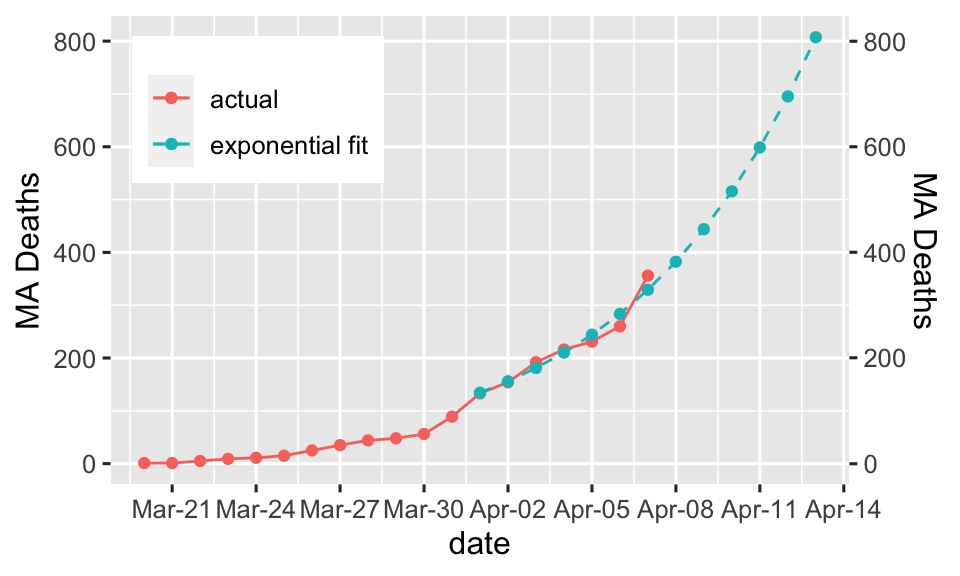 MA Deaths
800
600
400
200
0
actual
exponential fit
800
600
400
200
0
MA Deaths
Mar-21 Mar-24 Mar-27 Mar-30 Apr-02 Apr-05 Apr-08 Apr-11 Apr-14
date